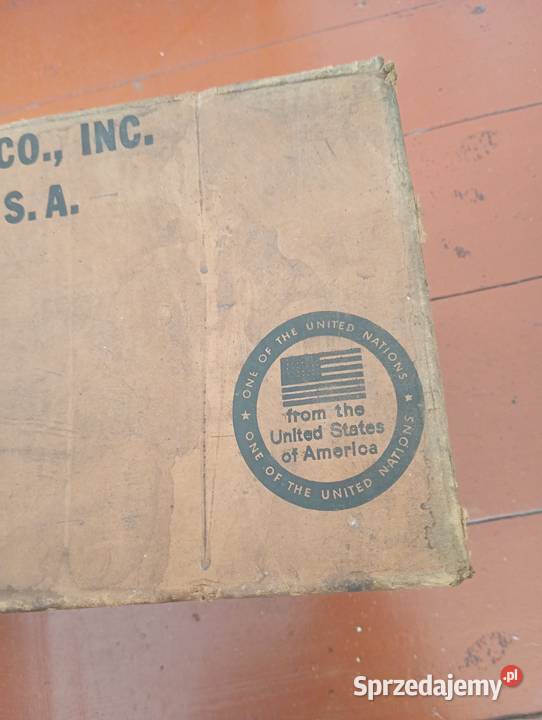 CO., INC.
S. A.
★ ONE OF THE UNITED NATIONS ★
ONE OF THE UNITED NATIONS
from the
United States
of America
Sprzedajemy.pl